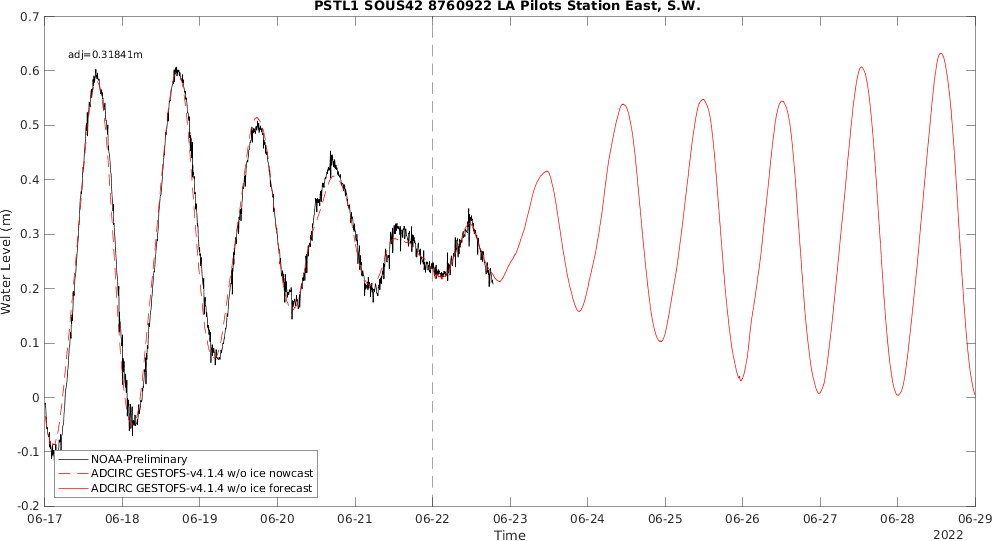 PSTL1 SOUS42 8760922 LA Pilots Station East, S.W.
adj=0.31841m
Water Level (m)
0.7
0.6
0.5
0.4
0.3
0.2
0.1
0
-0.1
-0.2
NOAA-Preliminary
ADCIRC GESTOFS-v4.1.4 w/o ice nowcast
ADCIRC GESTOFS-v4.1.4 w/o ice forecast
06-17 06-18 06-19 06-20 06-21 06-22 06-23 06-24 06-25 06-26 06-27 06-28 06-29
Time
2022